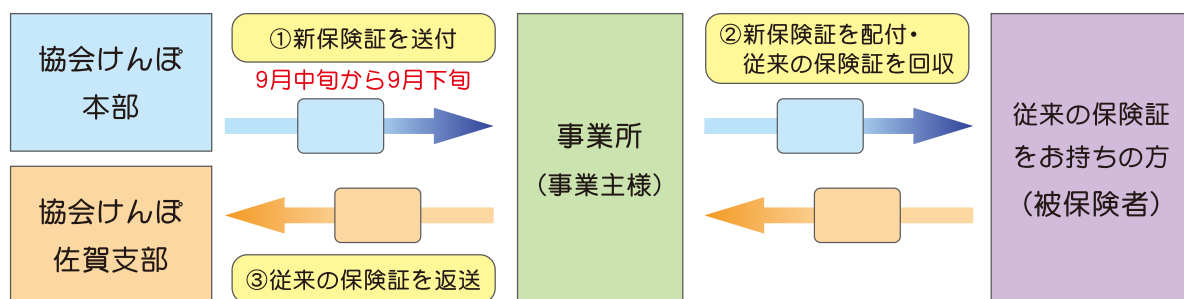 協会けんぽ
本部
①新保険証を送付
9月中旬から9月下旬
②新保険証を配付・
従来の保険証を回収
事業所
（事業主様）
従来の保険証
をお持ちの方
（被保険者）
協会けんぽ
佐賀支部
③従来の保険証を返送